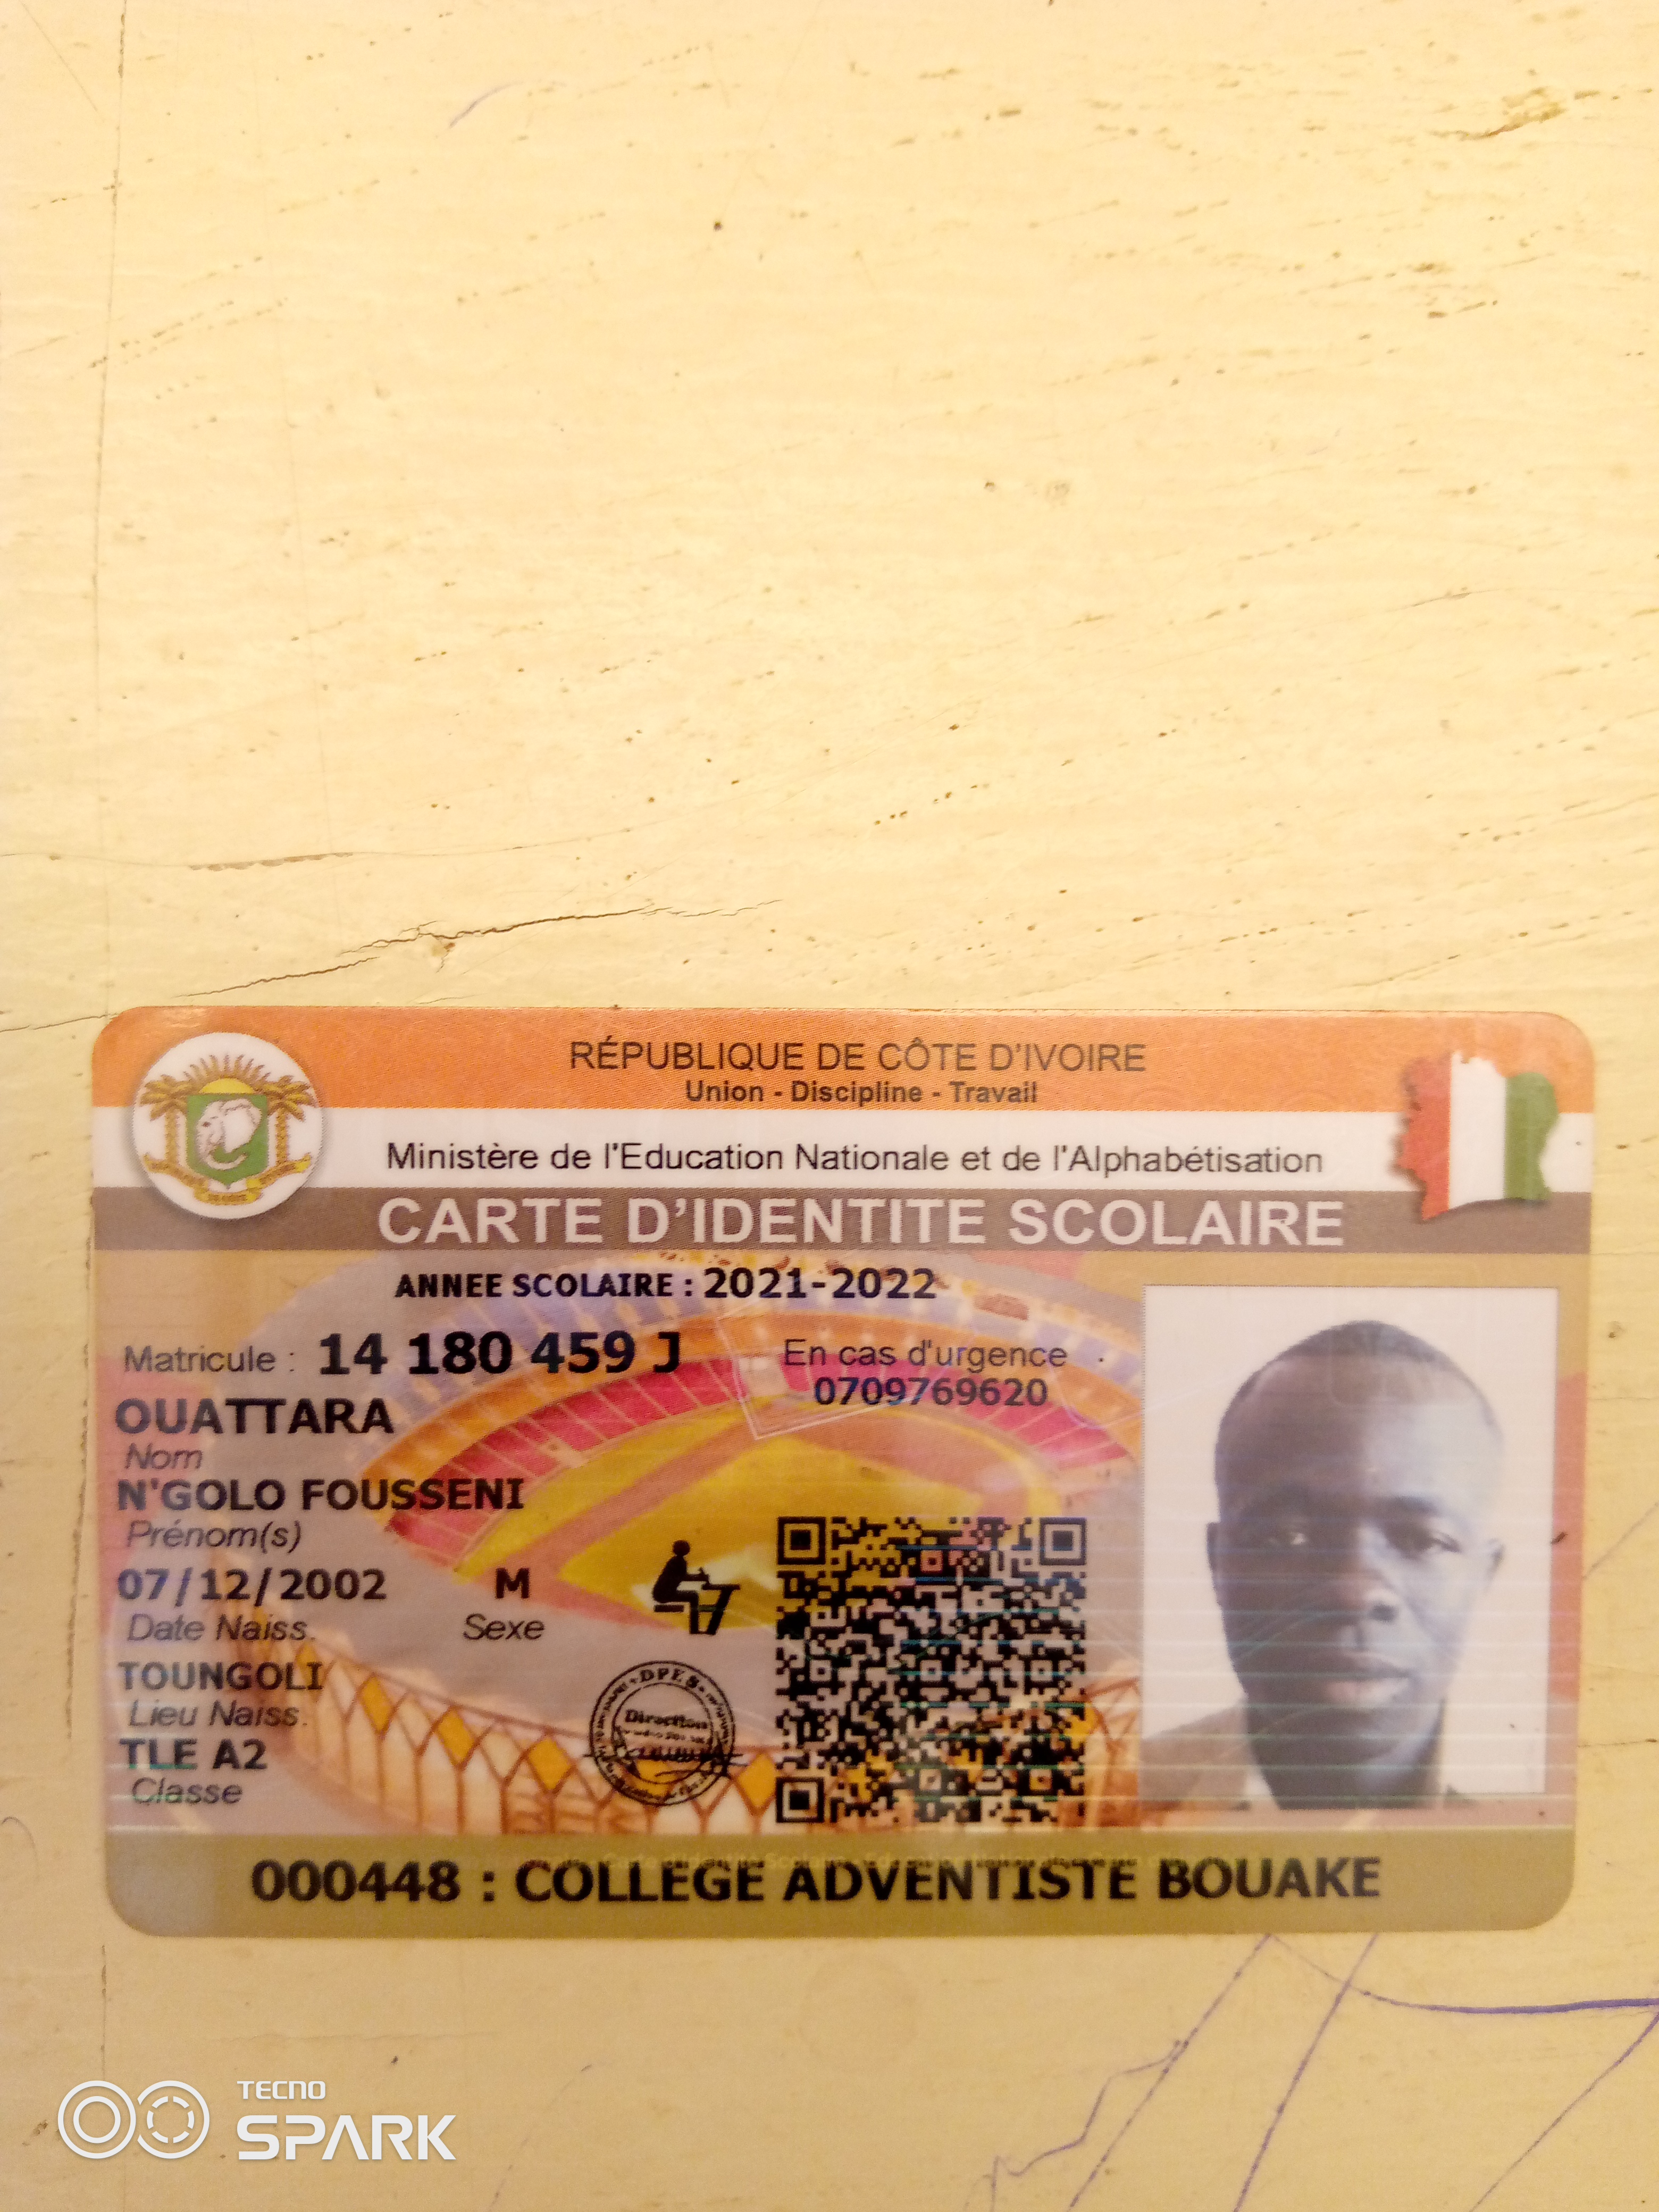 RÉPUBLIQUE DE CÔTE D'IVOIRE
Union - Discipline - Travail
Ministère de l'Education Nationale et de l'Alphabétisation
CARTE D'IDENTITE SCOLAIRE
ANNEE SCOLAIRE : 2021-2022
Matricule : 14 180 459 J
En cas d'urgence
0709769620
OUATTARA
Nom
N'GOLO FOUSSENI
Prénom(s)
07/12/2002 M
Date Naiss. Sexe
TOUNGOLI
Lieu Naiss.
TLE A2
Classe
Direction
000448 : COLLEGE ADVENTISTE BOUAKE
TECNO
SPARK